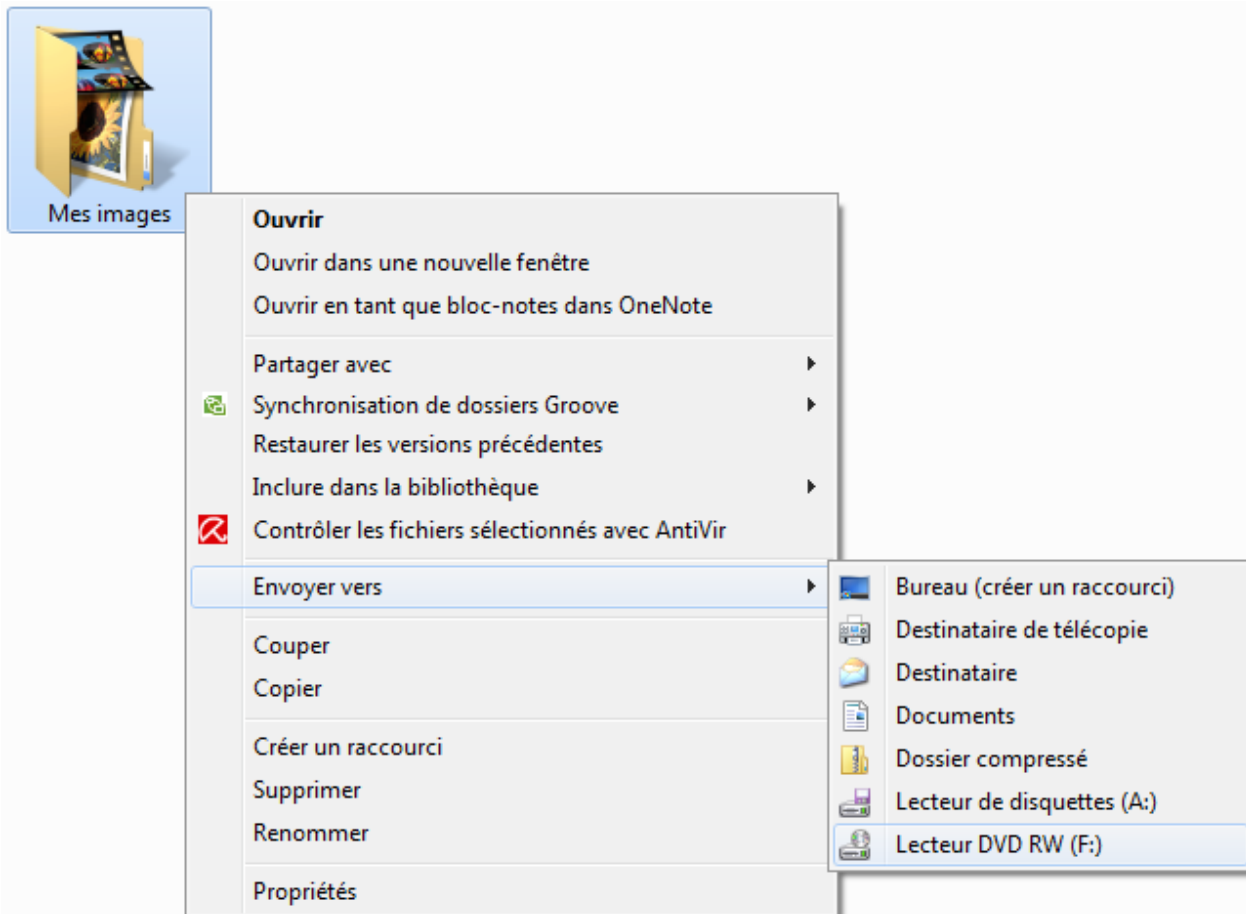 Mes images
Ouvrir
Ouvrir dans une nouvelle fenêtre
Ouvrir en tant que bloc-notes dans OneNote
Partager avec
Synchronisation de dossiers Groove
Restaurer les versions précédentes
Inclure dans la bibliothèque
Contrôler les fichiers sélectionnés avec AntiVir
Envoyer vers
Couper
Copier
Créer un raccourci
Supprimer
Renommer
Propriétés
Bureau (créer un raccourci)
Destinataire de télécopie
Destinataire
Documents
Dossier compressé
Lecteur de disquettes (A:)
Lecteur DVD RW (F:)